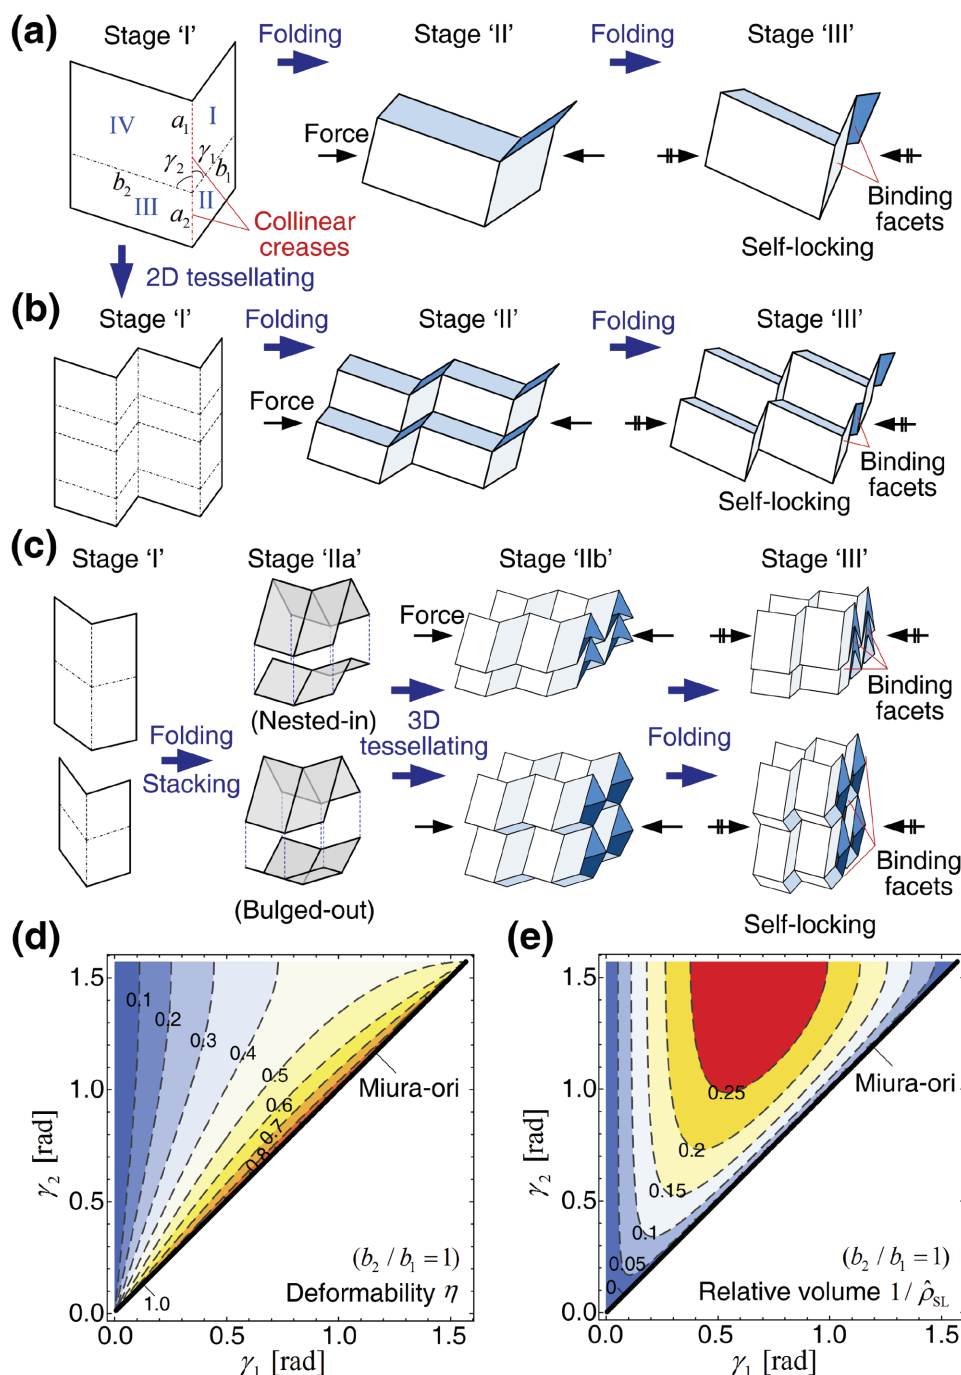 (a)
Stage ‘I’
Folding
Stage ‘II’
Folding
Stage ‘III’
IV
a₁
I
γ₂
γ₁
b₁
b₂
III
a₂
II
Collinear
creases
Force
Binding
facets
Self-locking
2D tessellating
(b)
Stage ‘I’
Folding
Stage ‘II’
Folding
Stage ‘III’
Force
Binding
facets
Self-locking
(c)
Stage ‘I’
Stage ‘IIa’
Stage ‘IIb’
Stage ‘III’
Force
(Nested-in)
Binding
facets
Folding
Stacking
3D
tessellating
Folding
(Bulged-out)
Binding
facets
Self-locking
(d)
1.5
1.0
0.5
0.0
γ₂ [rad]
0.1
0.2
0.3
0.4
0.5
0.6
0.7
0.8
1.0
Miura-ori
(b₂ / b₁ = 1)
Deformability η
0.0
0.5
1.0
1.5
γ₁ [rad]
(e)
1.5
1.0
0.5
0.0
γ₂ [rad]
0.25
0.2
0.15
0.1
0.05
0
Miura-ori
(b₂ / b₁ = 1)
Relative volume 1 / ρ̂_SL
0.0
0.5
1.0
1.5
γ₁ [rad]